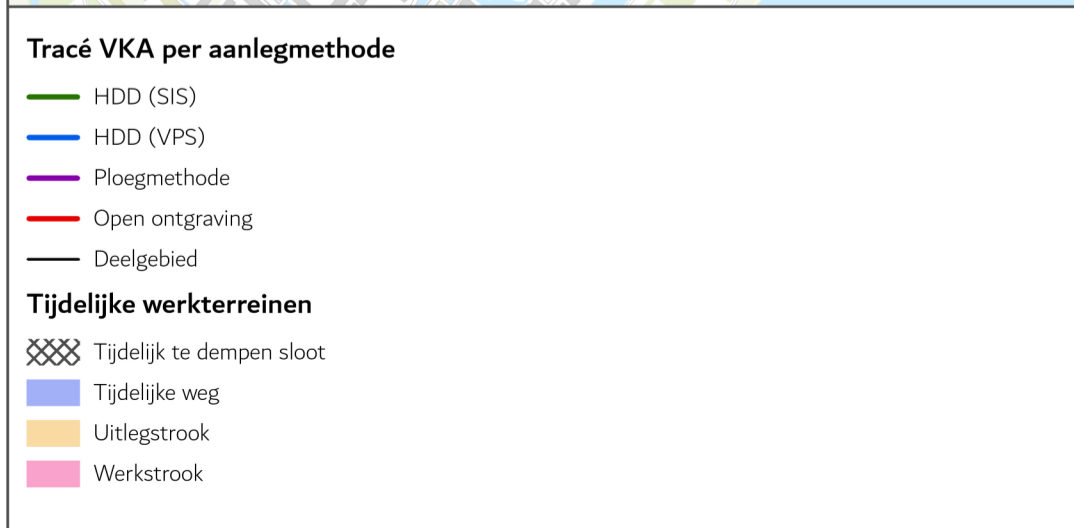 Tracé VKA per aanlegmethode
HDD (SIS)
HDD (VPS)
Ploegmethode
Open ontgraving
Deelgebied
Tijdelijke werkterreinen
Tijdelijk te dempen sloot
Tijdelijke weg
Uitlegstrook
Werkstrook